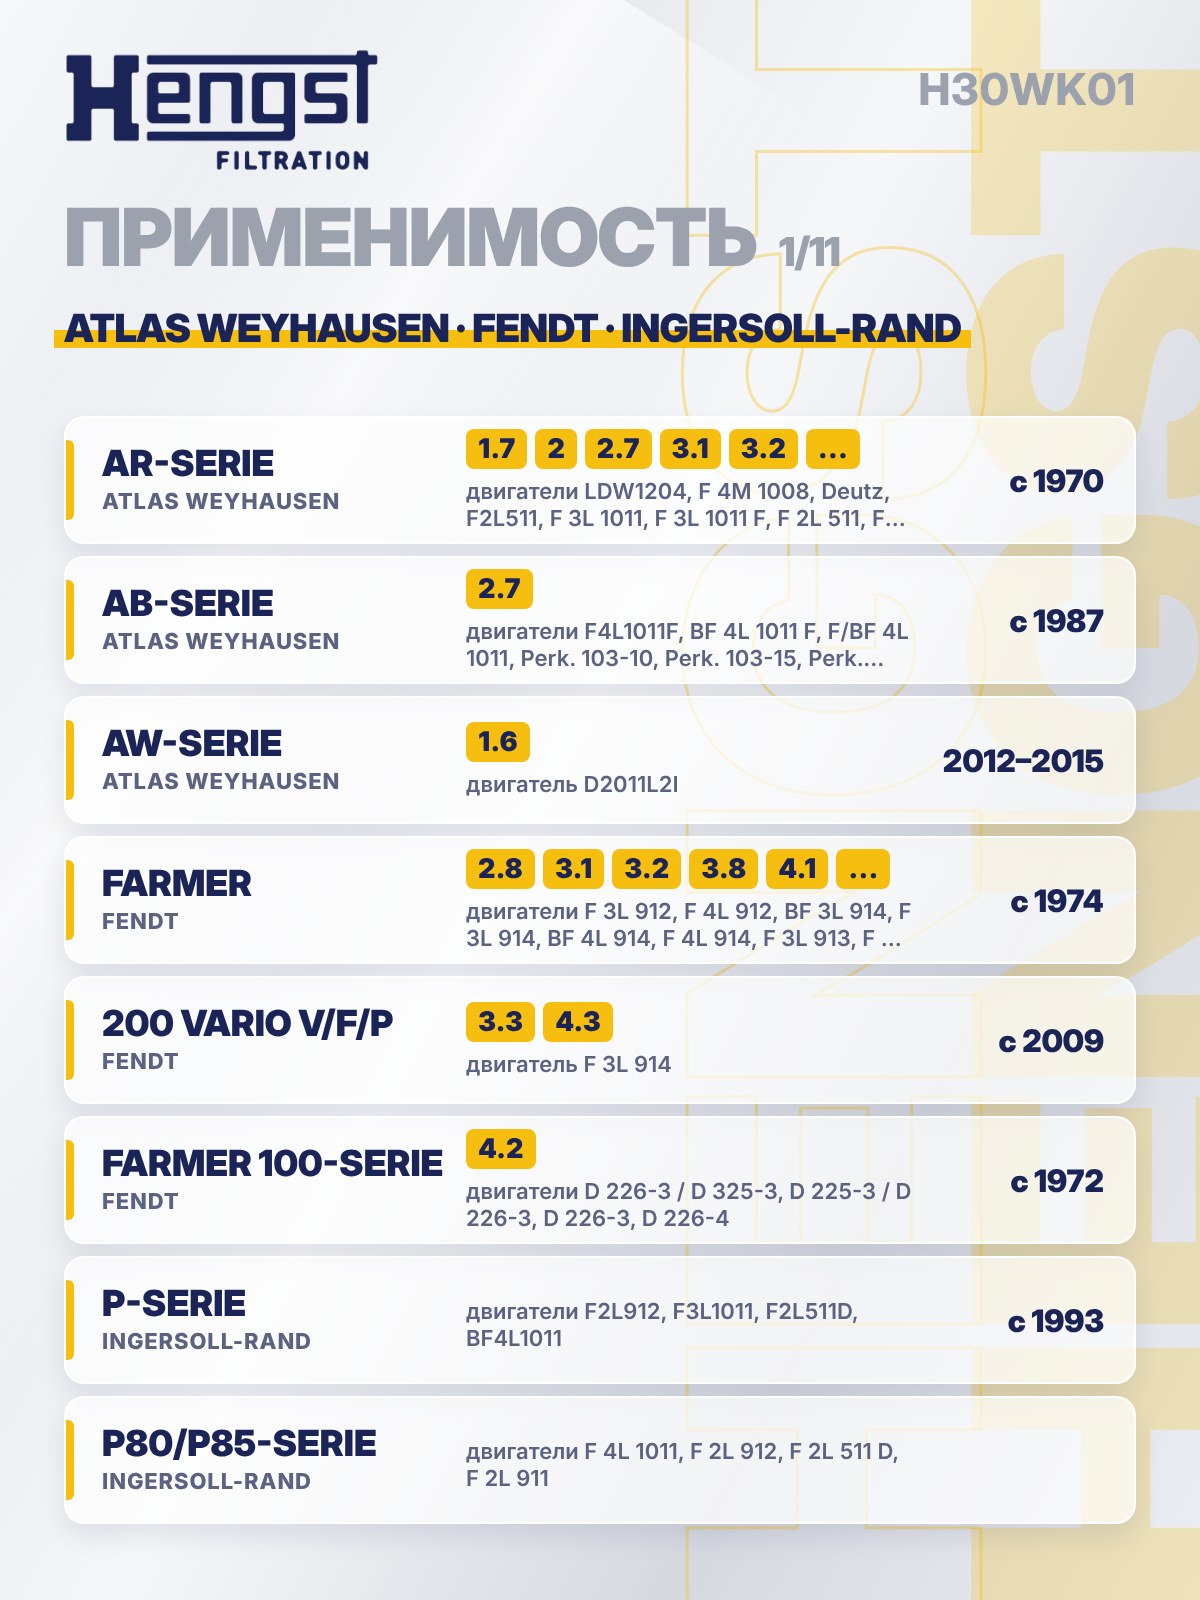 Hengst
FILTRATION
H30WK01
ПРИМЕНИМОСТЬ 1/11
ATLAS WEYHAUSEN · FENDT · INGERSOLL-RAND
AR-SERIE
ATLAS WEYHAUSEN
1.7 2 2.7 3.1 3.2 ...
двигатели LDW1204, F 4M 1008, Deutz,
F2L511, F 3L 1011, F 3L 1011 F, F 2L 511, F...
с 1970
AB-SERIE
ATLAS WEYHAUSEN
2.7
двигатели F4L1011F, BF 4L 1011 F, F/BF 4L
1011, Perk. 103-10, Perk. 103-15, Perk....
с 1987
AW-SERIE
ATLAS WEYHAUSEN
1.6
двигатель D2011L2I
2012–2015
FARMER
FENDT
2.8 3.1 3.2 3.8 4.1 ...
двигатели F 3L 912, F 4L 912, BF 3L 914, F
3L 914, BF 4L 914, F 4L 914, F 3L 913, F ...
с 1974
200 VARIO V/F/P
FENDT
3.3 4.3
двигатель F 3L 914
с 2009
FARMER 100-SERIE
FENDT
4.2
двигатели D 226-3 / D 325-3, D 225-3 / D
226-3, D 226-3, D 226-4
с 1972
P-SERIE
INGERSOLL-RAND
двигатели F2L912, F3L1011, F2L511D,
BF4L1011
с 1993
P80/P85-SERIE
INGERSOLL-RAND
двигатели F 4L 1011, F 2L 912, F 2L 511 D,
F 2L 911